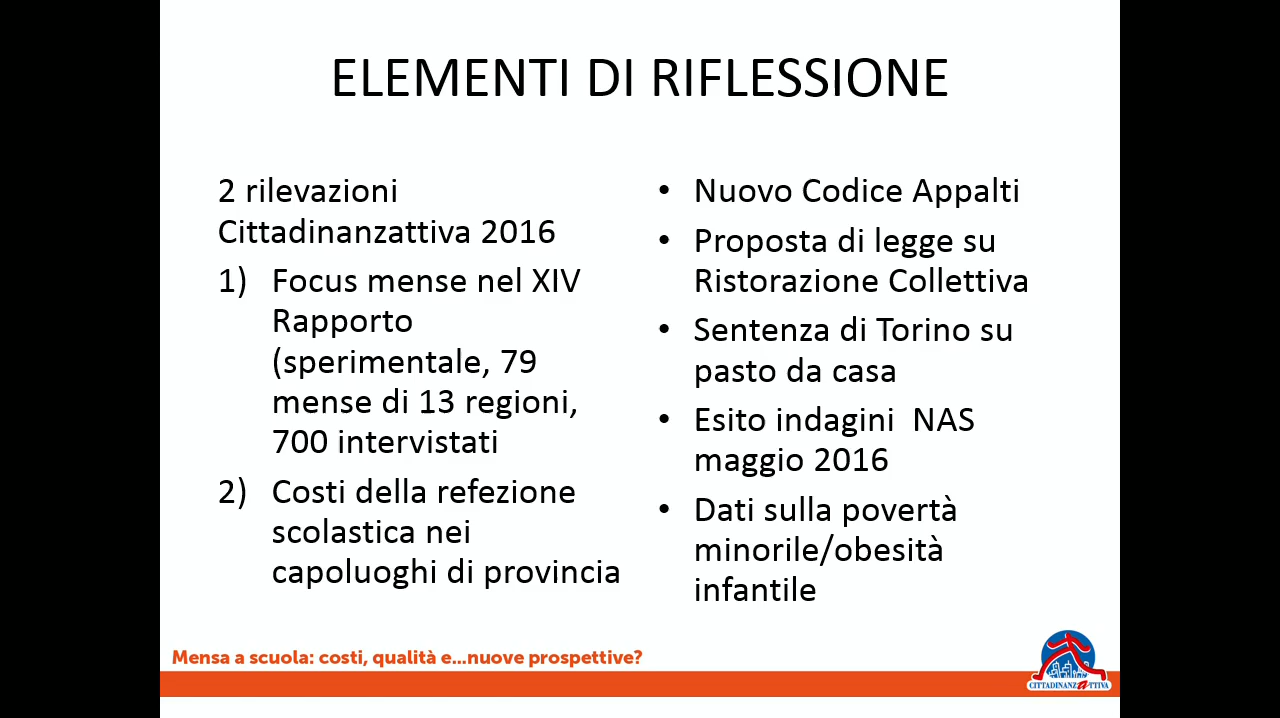 ELEMENTI DI RIFLESSIONE
2 rilevazioni
Cittadinanzattiva 2016
1) Focus mense nel XIV
Rapporto
(sperimentale, 79
mense di 13 regioni,
700 intervistati
2) Costi della refezione
scolastica nei
capoluoghi di provincia
• Nuovo Codice Appalti
• Proposta di legge su
Ristorazione Collettiva
• Sentenza di Torino su
pasto da casa
• Esito indagini  NAS
maggio 2016
• Dati sulla povertà
minorile/obesità
infantile
Mensa a scuola: costi, qualità e...nuove prospettive?
CITTADINANZATTIVA